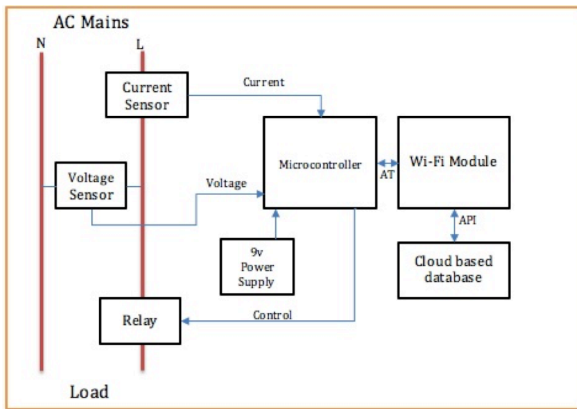 AC Mains
N
L
Current
Sensor
Current
Microcontroller
AT
Wi-Fi Module
Voltage
Sensor
Voltage
API
9v
Power
Supply
Cloud based
database
Relay
Control
Load